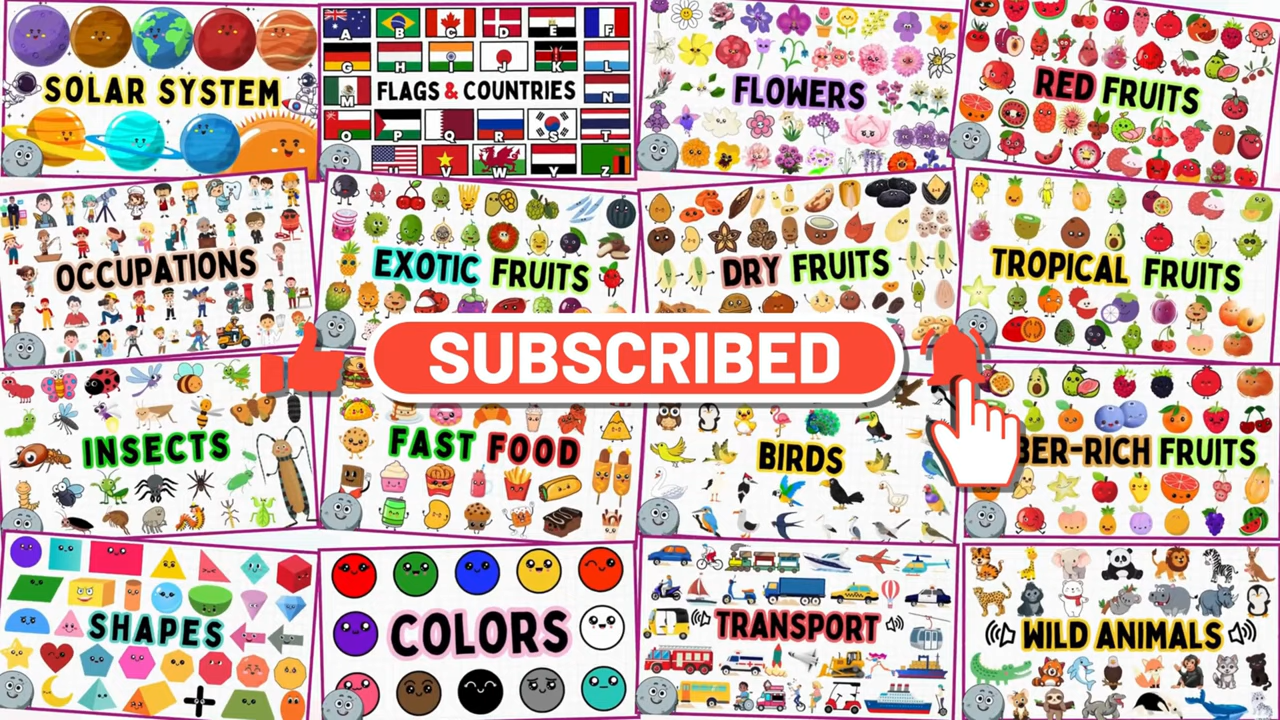 SOLAR SYSTEM
A B C D E F
G H I J K L
M FLAGS & COUNTRIES N
O P Q R S T
U V W Y Z
FLOWERS
RED FRUITS
OCCUPATIONS
EXOTIC FRUITS
DRY FRUITS
TROPICAL FRUITS
SUBSCRIBED
INSECTS
FAST FOOD
BIRDS
BER-RICH FRUITS
SHAPES
COLORS
TRANSPORT
WILD ANIMALS